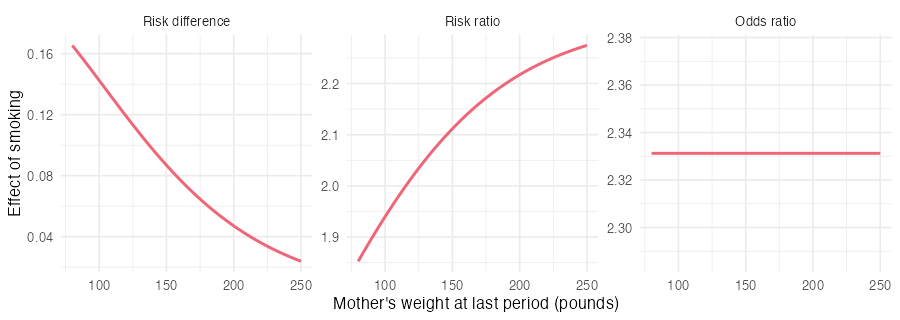 Risk difference
Risk ratio
Odds ratio
Effect of smoking
0.16
0.12
0.08
0.04
2.2
2.1
2.0
1.9
2.38
2.36
2.34
2.32
2.30
100 150 200 250
100 150 200 250
100 150 200 250
Mother's weight at last period (pounds)